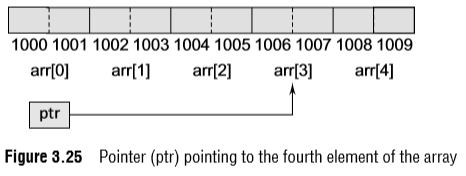 1000 1001 1002 1003 1004 1005 1006 1007 1008 1009
arr[0] arr[1] arr[2] arr[3] arr[4]
ptr
Figure 3.25 Pointer (ptr) pointing to the fourth element of the array